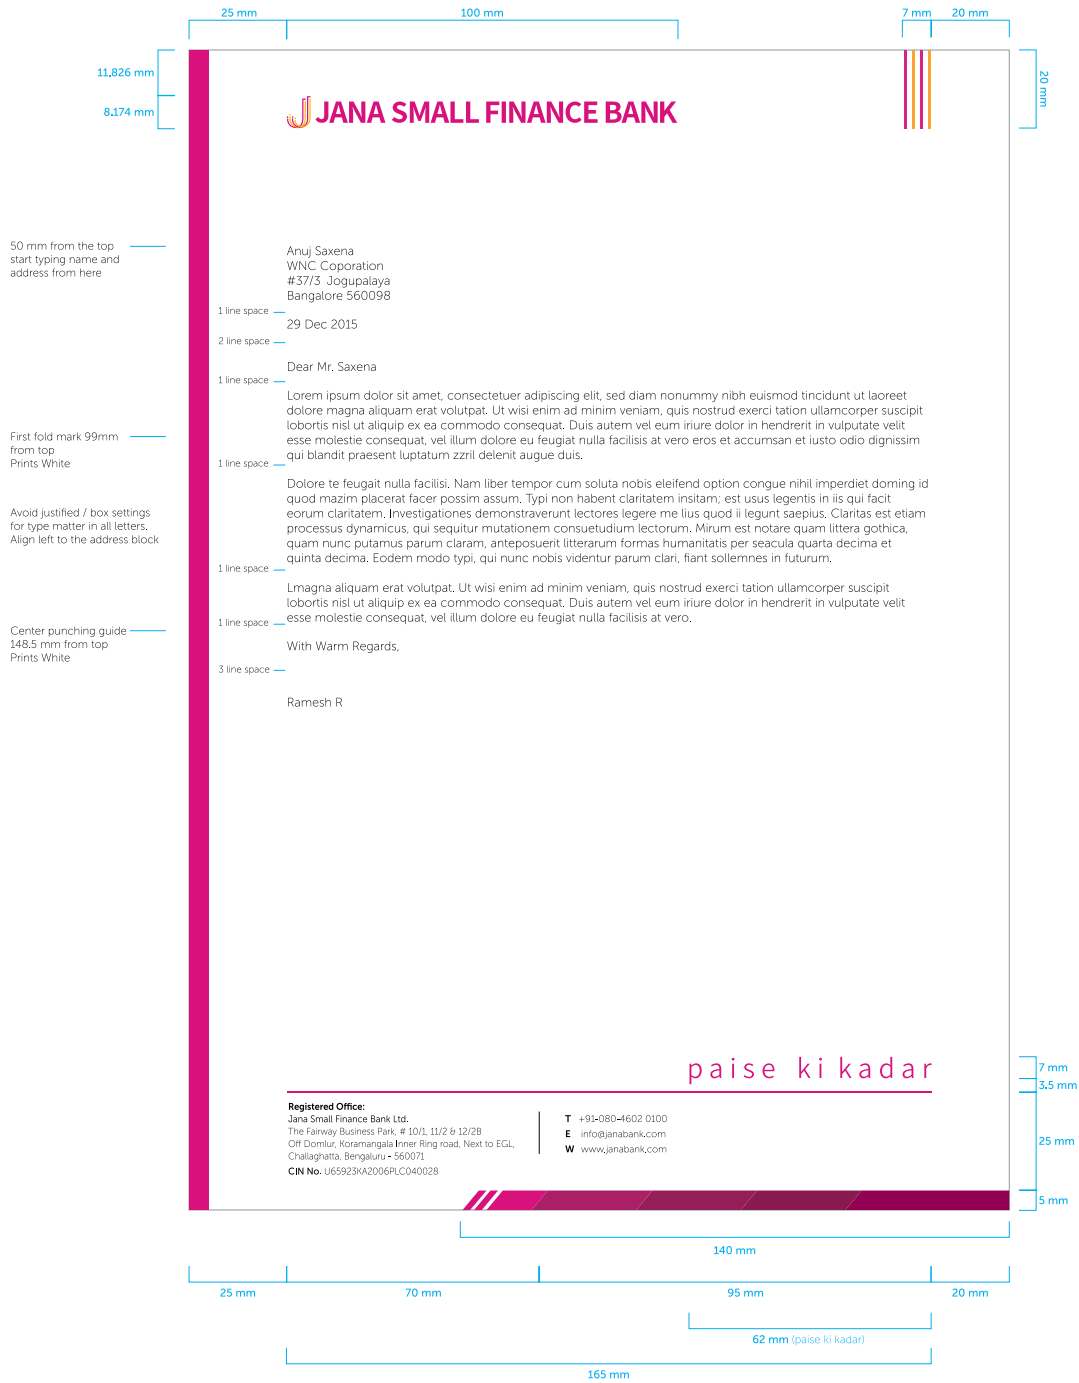 25 mm
100 mm
7 mm
20 mm
11.826 mm
8.174 mm
20 mm
JANA SMALL FINANCE BANK
50 mm from the top
start typing name and
address from here
Anuj Saxena
WNC Coporation
#37/3 Jogupalaya
Bangalore 560098
1 line space
29 Dec 2015
2 line space
Dear Mr. Saxena
1 line space
Lorem ipsum dolor sit amet, consectetuer adipiscing elit, sed diam nonummy nibh euismod tincidunt ut laoreet
dolore magna aliquam erat volutpat. Ut wisi enim ad minim veniam, quis nostrud exerci tation ullamcorper suscipit
lobortis nisl ut aliquip ex ea commodo consequat. Duis autem vel eum iriure dolor in hendrerit in vulputate velit
esse molestie consequat, vel illum dolore eu feugiat nulla facilisis at vero eros et accumsan et iusto odio dignissim
qui blandit praesent luptatum zzril delenit augue duis.
First fold mark 99mm
from top
Prints White
1 line space
Dolore te feugait nulla facilisi. Nam liber tempor cum soluta nobis eleifend option congue nihil imperdiet doming id
quod mazim placerat facer possim assum. Typi non habent claritatem insitam; est usus legentis in iis qui facit
eorum claritatem. Investigationes demonstraverunt lectores legere me lius quod ii legunt saepius. Claritas est etiam
processus dynamicus, qui sequitur mutationem consuetudium lectorum. Mirum est notare quam littera gothica,
quam nunc putamus parum claram, anteposuerit litterarum formas humanitatis per seacula quarta decima et
quinta decima. Eodem modo typi, qui nunc nobis videntur parum clari, fiant sollemnes in futurum.
Avoid justified / box settings
for type matter in all letters.
Align left to the address block
1 line space
Lmagna aliquam erat volutpat. Ut wisi enim ad minim veniam, quis nostrud exerci tation ullamcorper suscipit
lobortis nisl ut aliquip ex ea commodo consequat. Duis autem vel eum iriure dolor in hendrerit in vulputate velit
esse molestie consequat, vel illum dolore eu feugiat nulla facilisis at vero.
1 line space
Center punching guide
148.5 mm from top
Prints White
With Warm Regards,
3 line space
Ramesh R
paise ki kadar
7 mm
3.5 mm
Registered Office:
Jana Small Finance Bank Ltd.
The Fairway Business Park, # 10/1, 11/2 & 12/2B
Off Domlur, Koramangala Inner Ring road, Next to EGL,
Challaghatta, Bengaluru - 560071
CIN No. U65923KA2006PLC040028
T +91-080-4602 0100
E info@janabank.com
W www.janabank.com
25 mm
5 mm
140 mm
25 mm
70 mm
95 mm
20 mm
62 mm (paise ki kadar)
165 mm